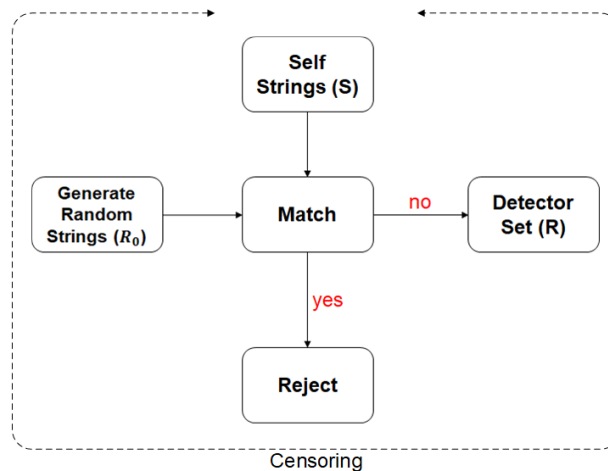 Self
Strings (S)
Generate
Random
Strings (R₀)
Match
no
Detector
Set (R)
yes
Reject
Censoring